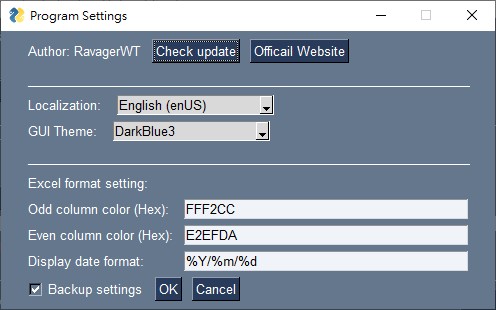 Program Settings
Author: RavagerWT Check update Officail Website
Localization: English (enUS)
GUI Theme: DarkBlue3
Excel format setting:
Odd column color (Hex): FFF2CC
Even column color (Hex): E2EFDA
Display date format: %Y/%m/%d
Backup settings OK Cancel